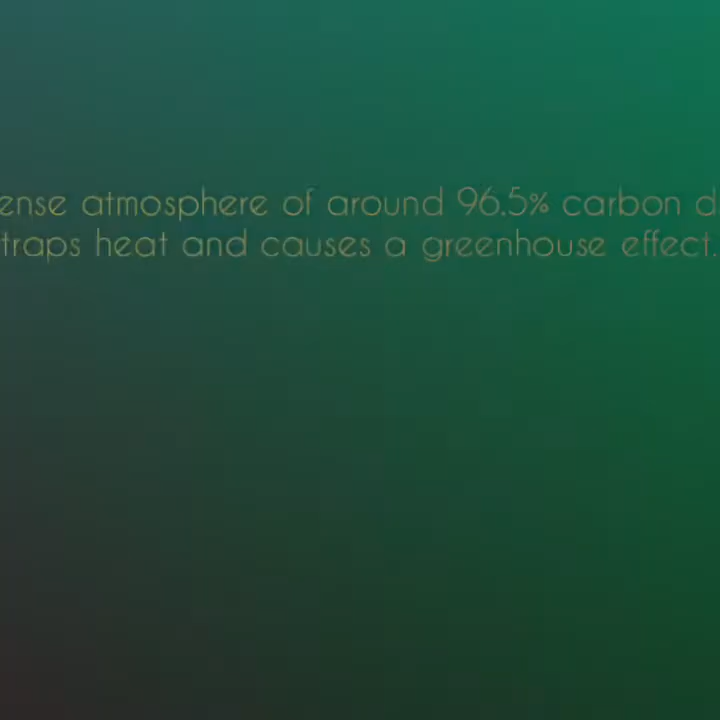 ense atmosphere of around 96.5% carbon d
traps heat and causes a greenhouse effect.